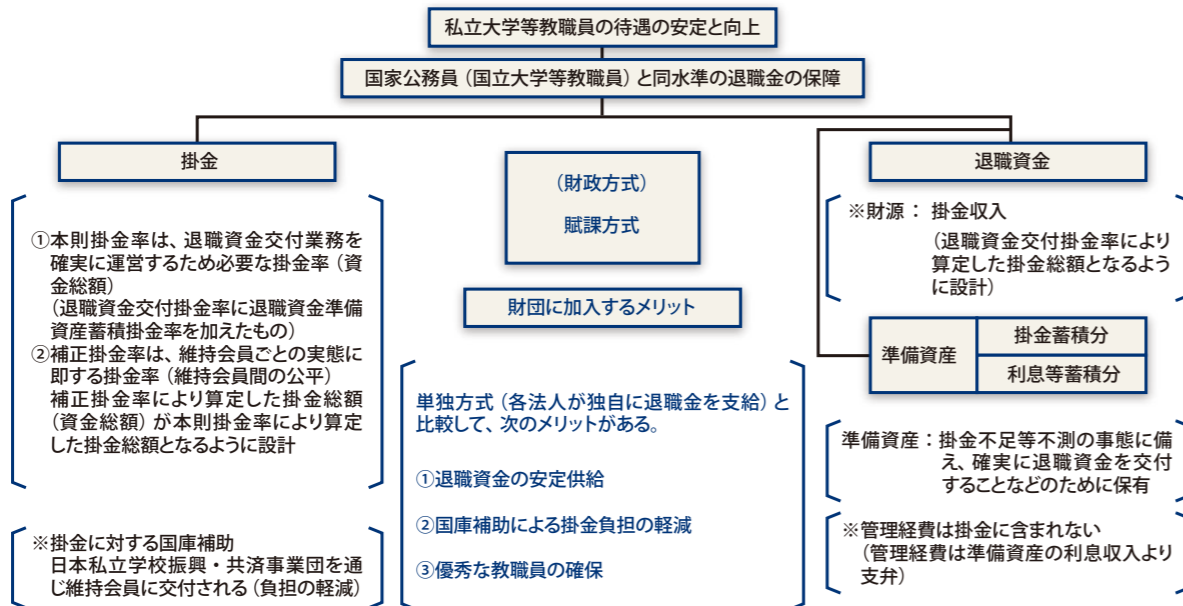 私立大学等教職員の待遇の安定と向上
国家公務員（国立大学等教職員）と同水準の退職金の保障
掛金
①本則掛金率は、退職資金交付業務を
確実に運営するため必要な掛金率（資
金総額）
（退職資金交付掛金率に退職資金準備
資産蓄積掛金率を加えたもの）
②補正掛金率は、維持会員ごとの実態に
即する掛金率（維持会員間の公平）
補正掛金率により算定した掛金総額
（資金総額）が本則掛金率により算定
した掛金総額となるように設計
※掛金に対する国庫補助
日本私立学校振興・共済事業団を通
じ維持会員に交付される（負担の軽減）
（財政方式）
賦課方式
財団に加入するメリット
単独方式（各法人が独自に退職金を支給）と
比較して、次のメリットがある。
①退職資金の安定供給
②国庫補助による掛金負担の軽減
③優秀な教職員の確保
退職資金
※財源： 掛金収入
（退職資金交付掛金率により
算定した掛金総額となるよう
に設計）
準備資産
掛金蓄積分
利息等蓄積分
準備資産：掛金不足等不測の事態に備
え、確実に退職資金を交付
することなどのために保有
※管理経費は掛金に含まれない
（管理経費は準備資産の利息収入より
支弁）